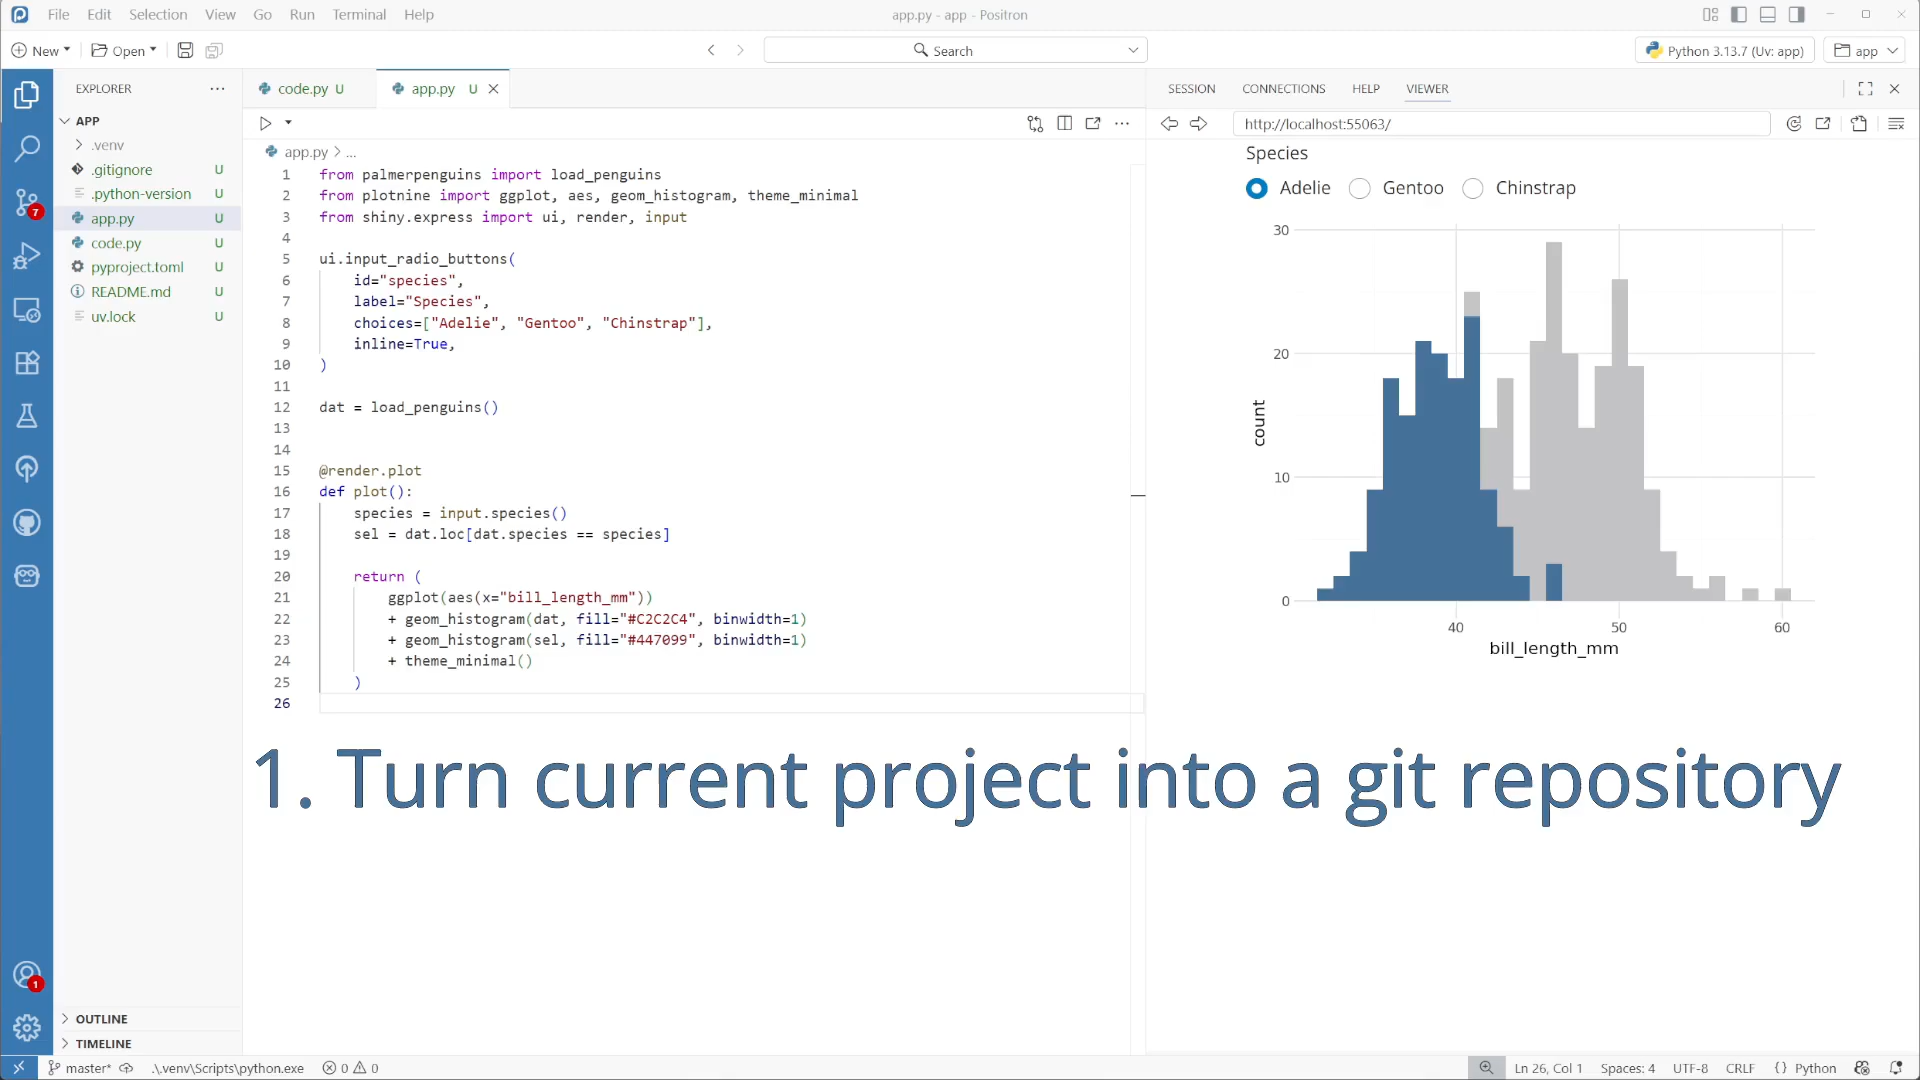 File Edit Selection View Go Run Terminal Help
app.py - app - Positron
New Open Search Python 3.13.7 (Uv: app) app
EXPLORER
APP
.venv
.gitignore U
.python-version U
app.py U
code.py U
pyproject.toml U
README.md U
uv.lock U
7
1
OUTLINE
TIMELINE
code.py U app.py U
app.py > ...
1 from palmerpenguins import load_penguins
2 from plotnine import ggplot, aes, geom_histogram, theme_minimal
3 from shiny.express import ui, render, input
4
5 ui.input_radio_buttons(
6 id="species",
7 label="Species",
8 choices=["Adelie", "Gentoo", "Chinstrap"],
9 inline=True,
10 )
11
12 dat = load_penguins()
13
14
15 @render.plot
16 def plot():
17 species = input.species()
18 sel = dat.loc[dat.species == species]
19
20 return (
21 ggplot(aes(x="bill_length_mm"))
22 + geom_histogram(dat, fill="#C2C2C4", binwidth=1)
23 + geom_histogram(sel, fill="#447099", binwidth=1)
24 + theme_minimal()
25 )
26
SESSION CONNECTIONS HELP VIEWER
http://localhost:55063/
Species
Adelie Gentoo Chinstrap
30
20
10
0
count
40 50 60
bill_length_mm
1. Turn current project into a git repository
master* .\.venv\Scripts\python.exe 0 0 Ln 26, Col 1 Spaces: 4 UTF-8 CRLF {} Python